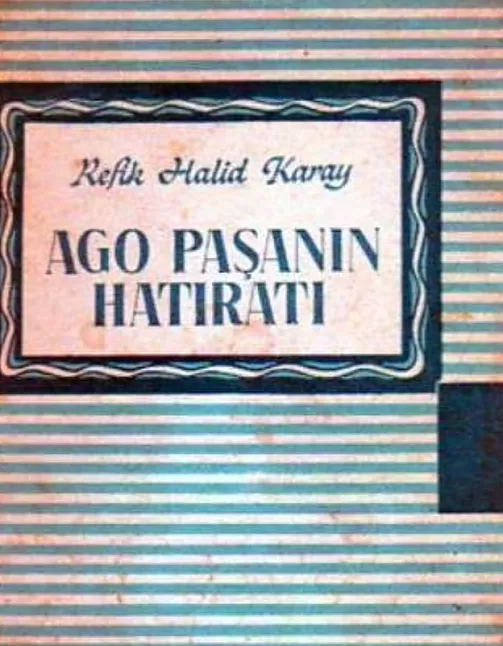 Refik Halid Karay
AGO PAŞANIN
HATIRATI